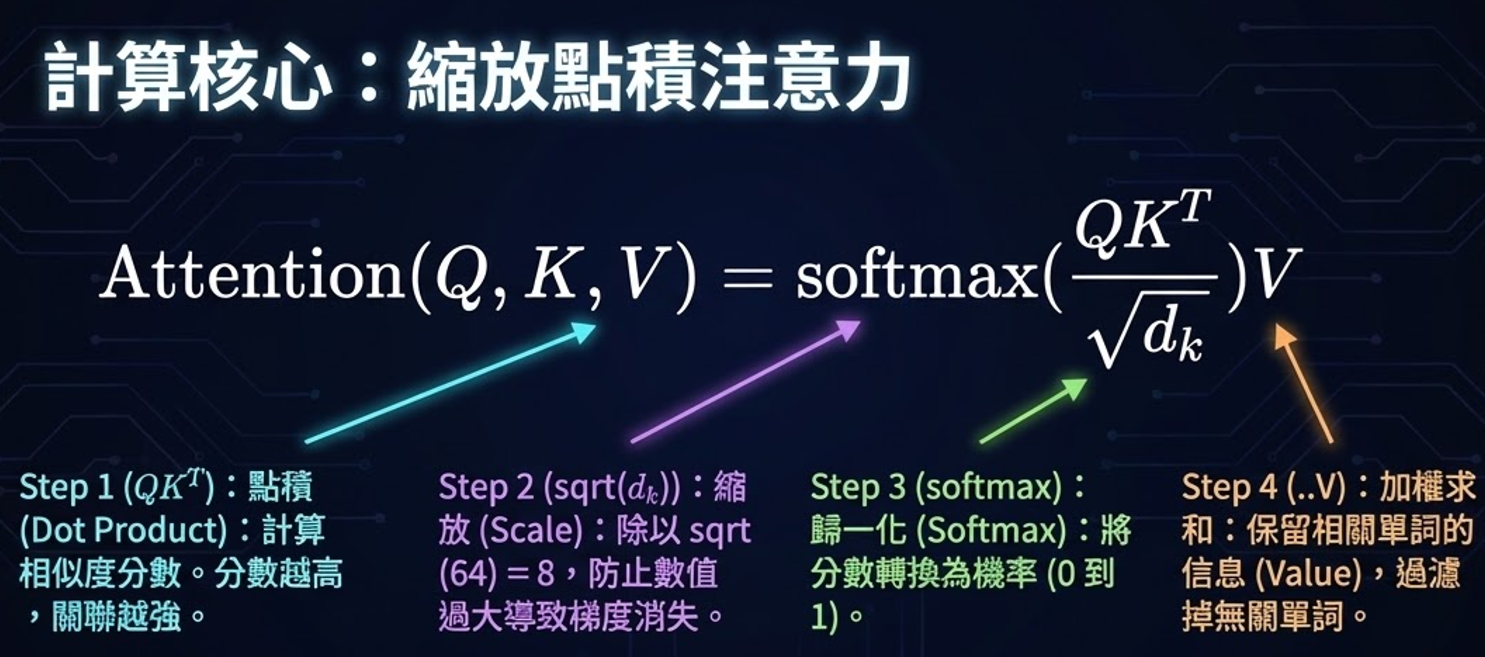 計算核心：縮放點積注意力
Attention(Q, K, V) = softmax(QK^T / √d_k)V
Step 1 (QK^T)：點積
(Dot Product)：計算
相似度分數。分數越高
，關聯越強。
Step 2 (sqrt(d_k))：縮
放 (Scale)：除以 sqrt
(64) = 8，防止數值
過大導致梯度消失。
Step 3 (softmax)：
歸一化 (Softmax)：將
分數轉換為機率 (0 到
1)。
Step 4 (..V)：加權求
和：保留相關單詞的
信息 (Value)，過濾
掉無關單詞。